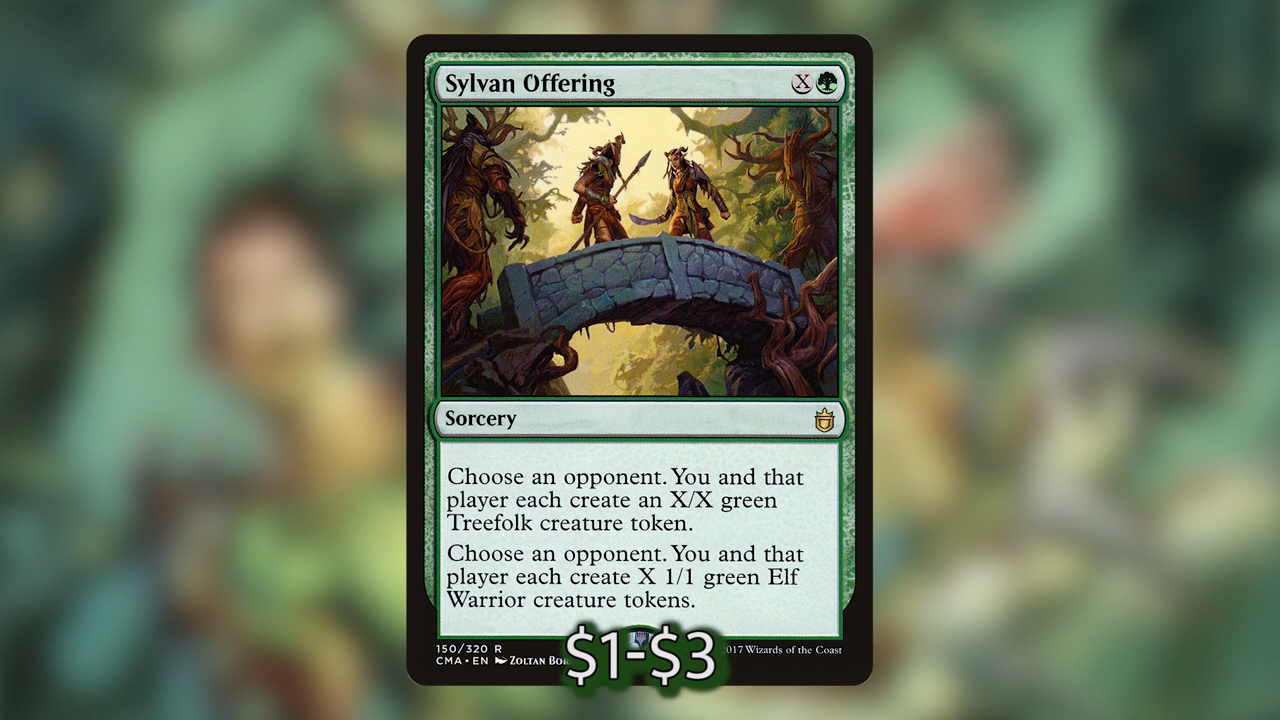 Sylvan Offering X
Sorcery
Choose an opponent. You and that
player each create an X/X green
Treefolk creature token.
Choose an opponent. You and that
player each create X 1/1 green Elf
Warrior creature tokens.
150/320 R
CMA • EN ZOLTAN
2017 Wizards of the Coast
$1-$3